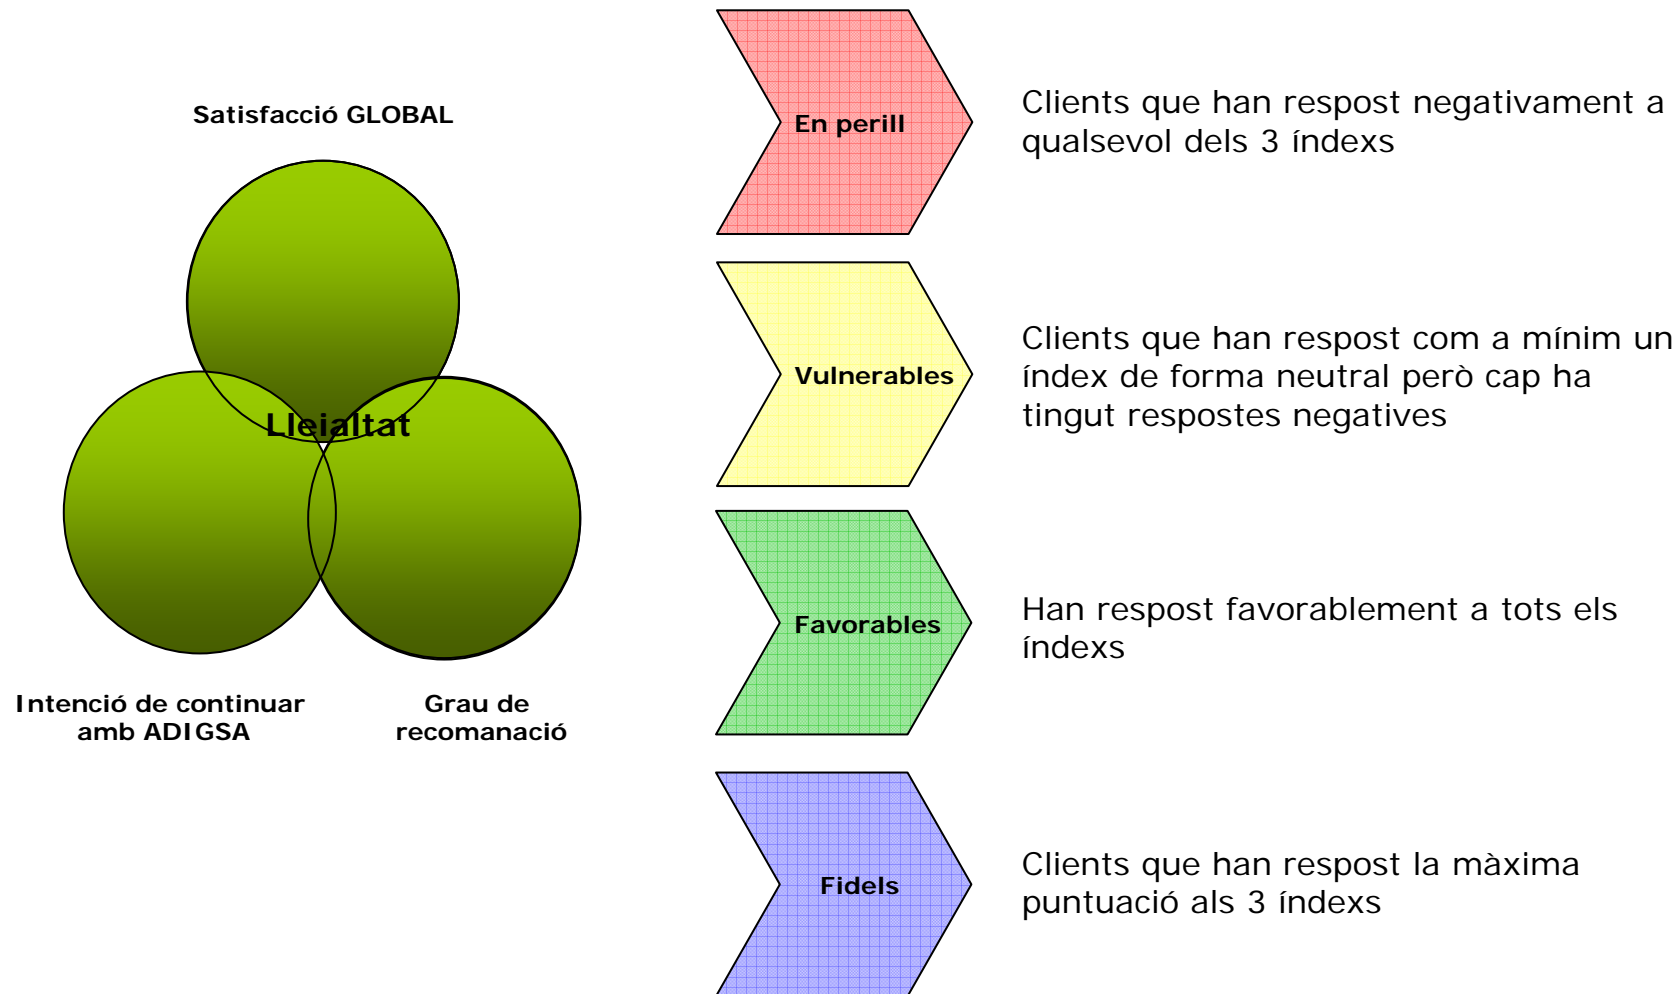 Satisfacció GLOBAL
Lleialtat
Intenció de continuar
amb ADIGSA
Grau de
recomanació
En perill
Clients que han respost negativament a
qualsevol dels 3 índexs
Vulnerables
Clients que han respost com a mínim un
índex de forma neutral però cap ha
tingut respostes negatives
Favorables
Han respost favorablement a tots els
índexs
Fidels
Clients que han respost la màxima
puntuació als 3 índexs